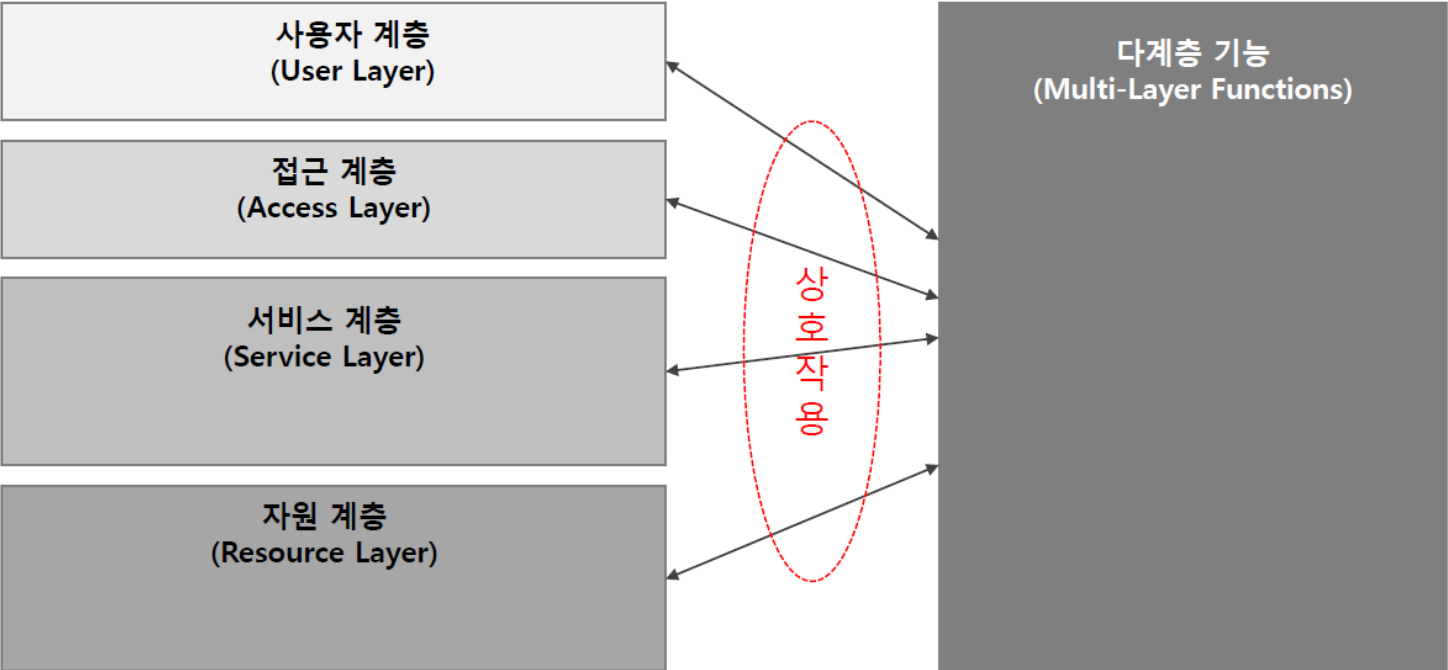 사용자 계층
(User Layer)
접근 계층
(Access Layer)
서비스 계층
(Service Layer)
자원 계층
(Resource Layer)
상
호
작
용
다계층 기능
(Multi-Layer Functions)